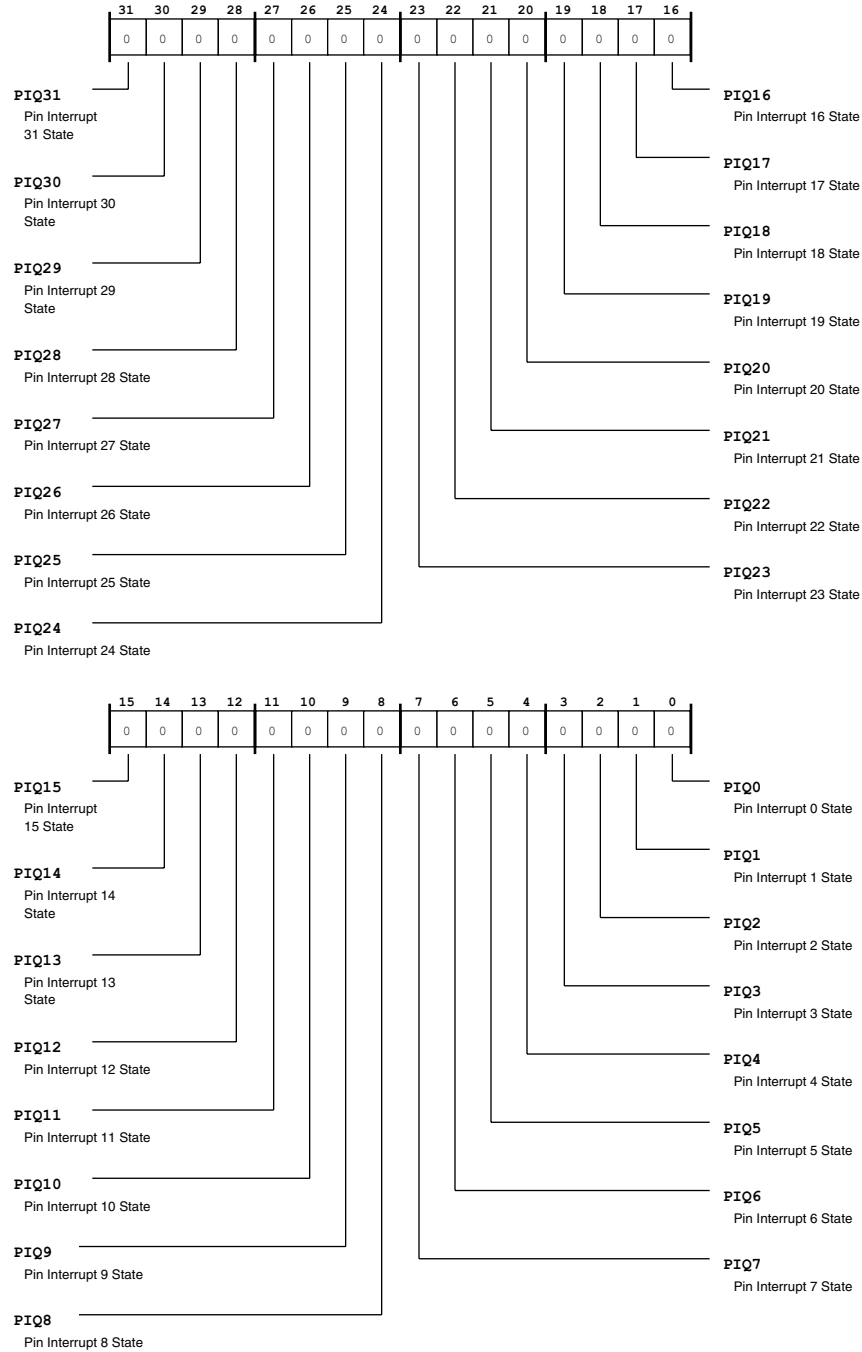 31 30 29 28 27 26 25 24 23 22 21 20 19 18 17 16
0 0 0 0 0 0 0 0 0 0 0 0 0 0 0 0
PIQ31
Pin Interrupt
31 State
PIQ30
Pin Interrupt 30
State
PIQ29
Pin Interrupt 29
State
PIQ28
Pin Interrupt 28 State
PIQ27
Pin Interrupt 27 State
PIQ26
Pin Interrupt 26 State
PIQ25
Pin Interrupt 25 State
PIQ24
Pin Interrupt 24 State
PIQ16
Pin Interrupt 16 State
PIQ17
Pin Interrupt 17 State
PIQ18
Pin Interrupt 18 State
PIQ19
Pin Interrupt 19 State
PIQ20
Pin Interrupt 20 State
PIQ21
Pin Interrupt 21 State
PIQ22
Pin Interrupt 22 State
PIQ23
Pin Interrupt 23 State
15 14 13 12 11 10 9 8 7 6 5 4 3 2 1 0
0 0 0 0 0 0 0 0 0 0 0 0 0 0 0 0
PIQ15
Pin Interrupt
15 State
PIQ14
Pin Interrupt 14
State
PIQ13
Pin Interrupt 13
State
PIQ12
Pin Interrupt 12 State
PIQ11
Pin Interrupt 11 State
PIQ10
Pin Interrupt 10 State
PIQ9
Pin Interrupt 9 State
PIQ8
Pin Interrupt 8 State
PIQ0
Pin Interrupt 0 State
PIQ1
Pin Interrupt 1 State
PIQ2
Pin Interrupt 2 State
PIQ3
Pin Interrupt 3 State
PIQ4
Pin Interrupt 4 State
PIQ5
Pin Interrupt 5 State
PIQ6
Pin Interrupt 6 State
PIQ7
Pin Interrupt 7 State